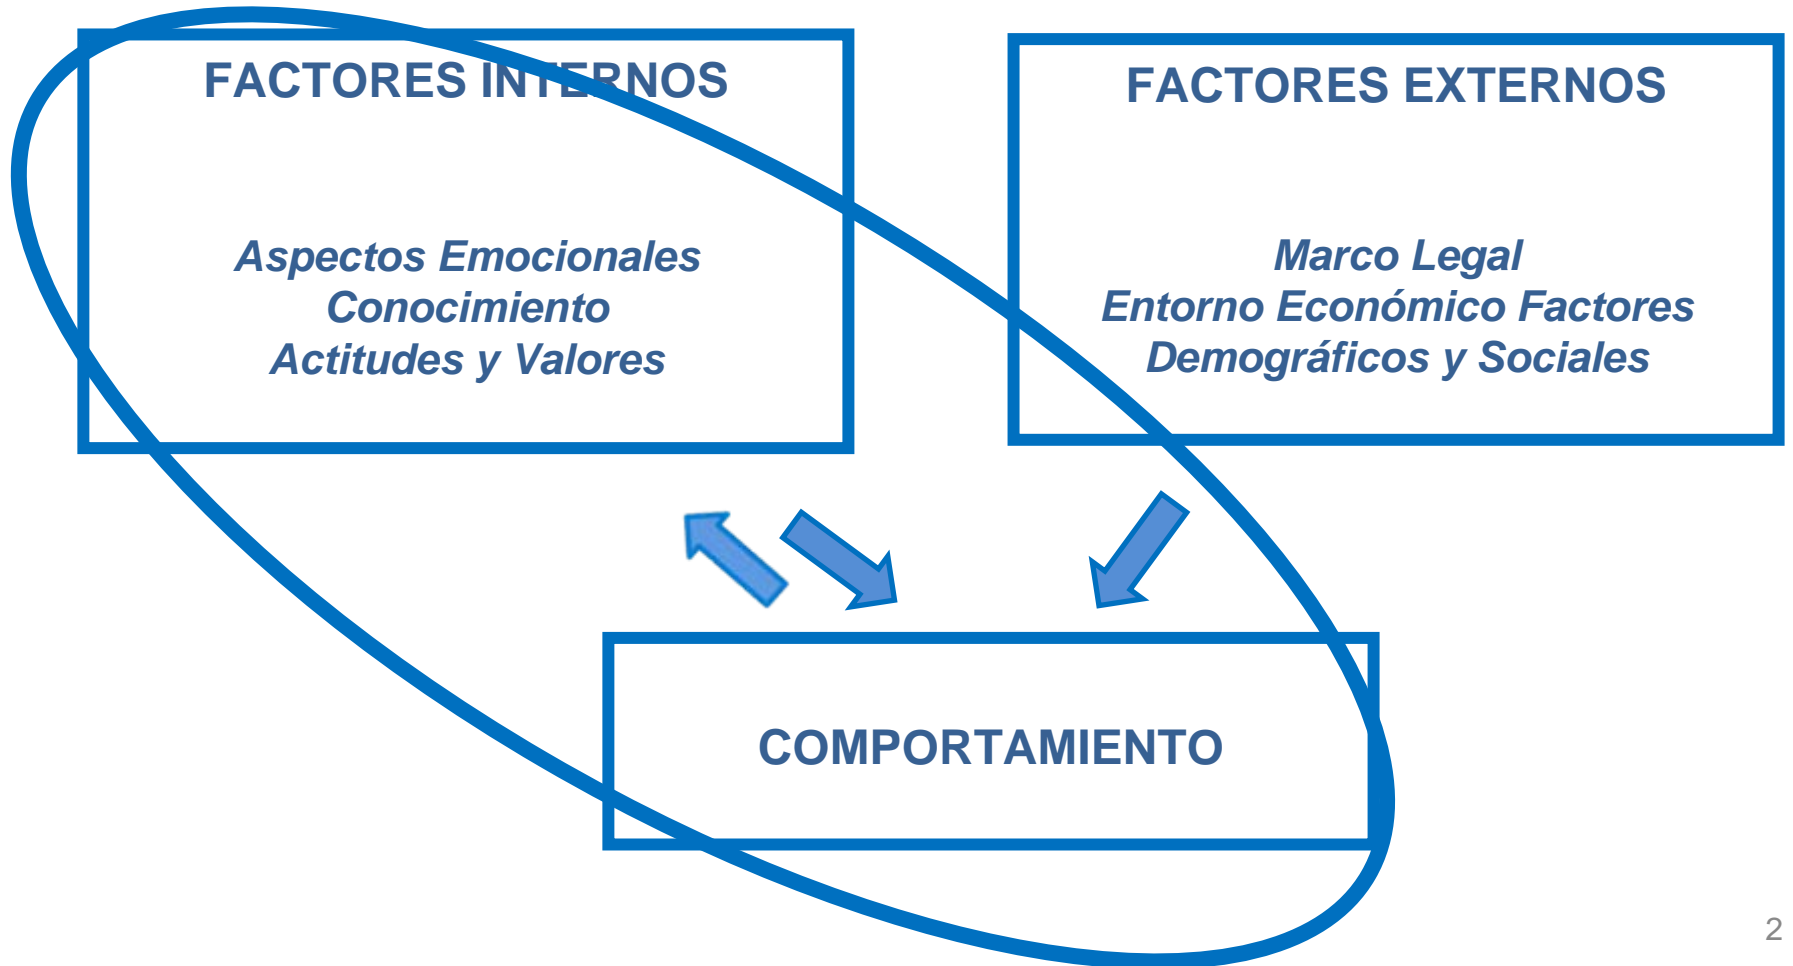 FACTORES INTERNOS
Aspectos Emocionales
Conocimiento
Actitudes y Valores
FACTORES EXTERNOS
Marco Legal
Entorno Económico Factores
Demográficos y Sociales
COMPORTAMIENTO
2